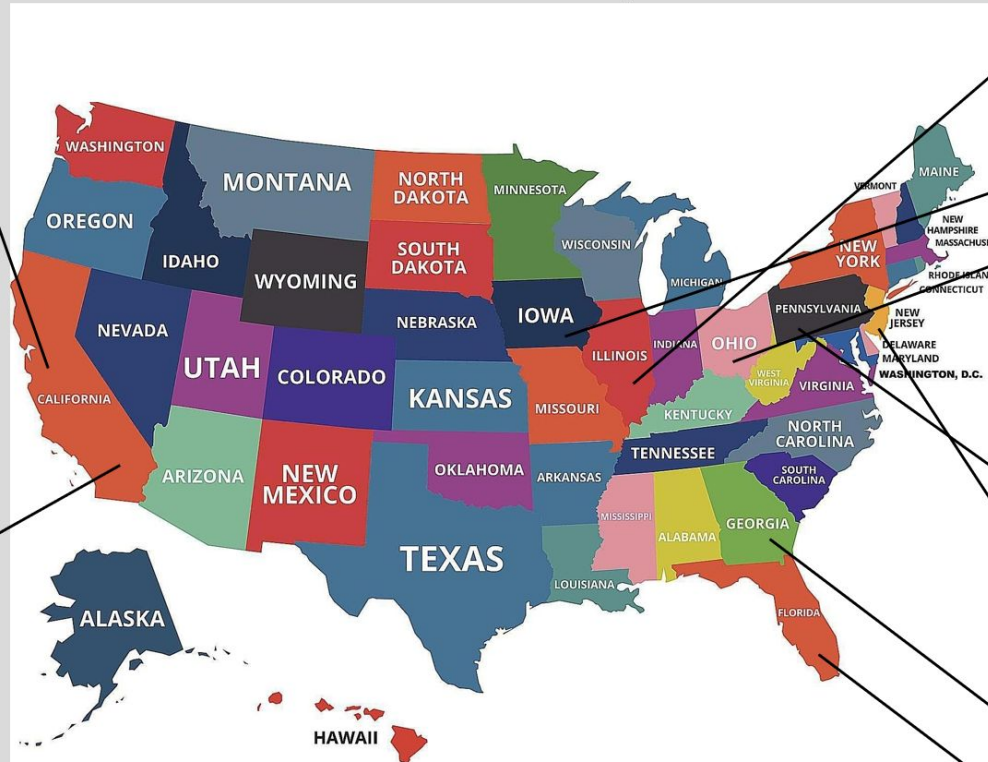 WASHINGTON
MONTANA
NORTH
DAKOTA
MINNESOTA
MAINE
VERMONT
OREGON
IDAHO
WYOMING
SOUTH
DAKOTA
WISCONSIN
MICHIGAN
NEW
YORK
NEW
HAMPSHIRE
MASSACHUS
RHODE ISLAN
CONNECTICUT
NEVADA
UTAH
COLORADO
NEBRASKA
IOWA
ILLINOIS
INDIANA
OHIO
PENNSYLVANIA
NEW
JERSEY
DELAWARE
MARYLAND
WASHINGTON, D.C.
CALIFORNIA
KANSAS
MISSOURI
KENTUCKY
WEST
VIRGINIA
VIRGINIA
ARIZONA
NEW
MEXICO
OKLAHOMA
ARKANSAS
TENNESSEE
NORTH
CAROLINA
SOUTH
CAROLINA
TEXAS
LOUISIANA
MISSISSIPPI
ALABAMA
GEORGIA
FLORIDA
ALASKA
HAWAII